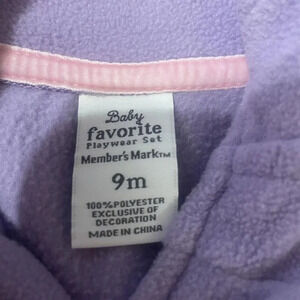 Baby
favorite
Playwear Set
Member's Mark™
9m
100% POLYESTER
EXCLUSIVE OF
DECORATION
MADE IN CHINA